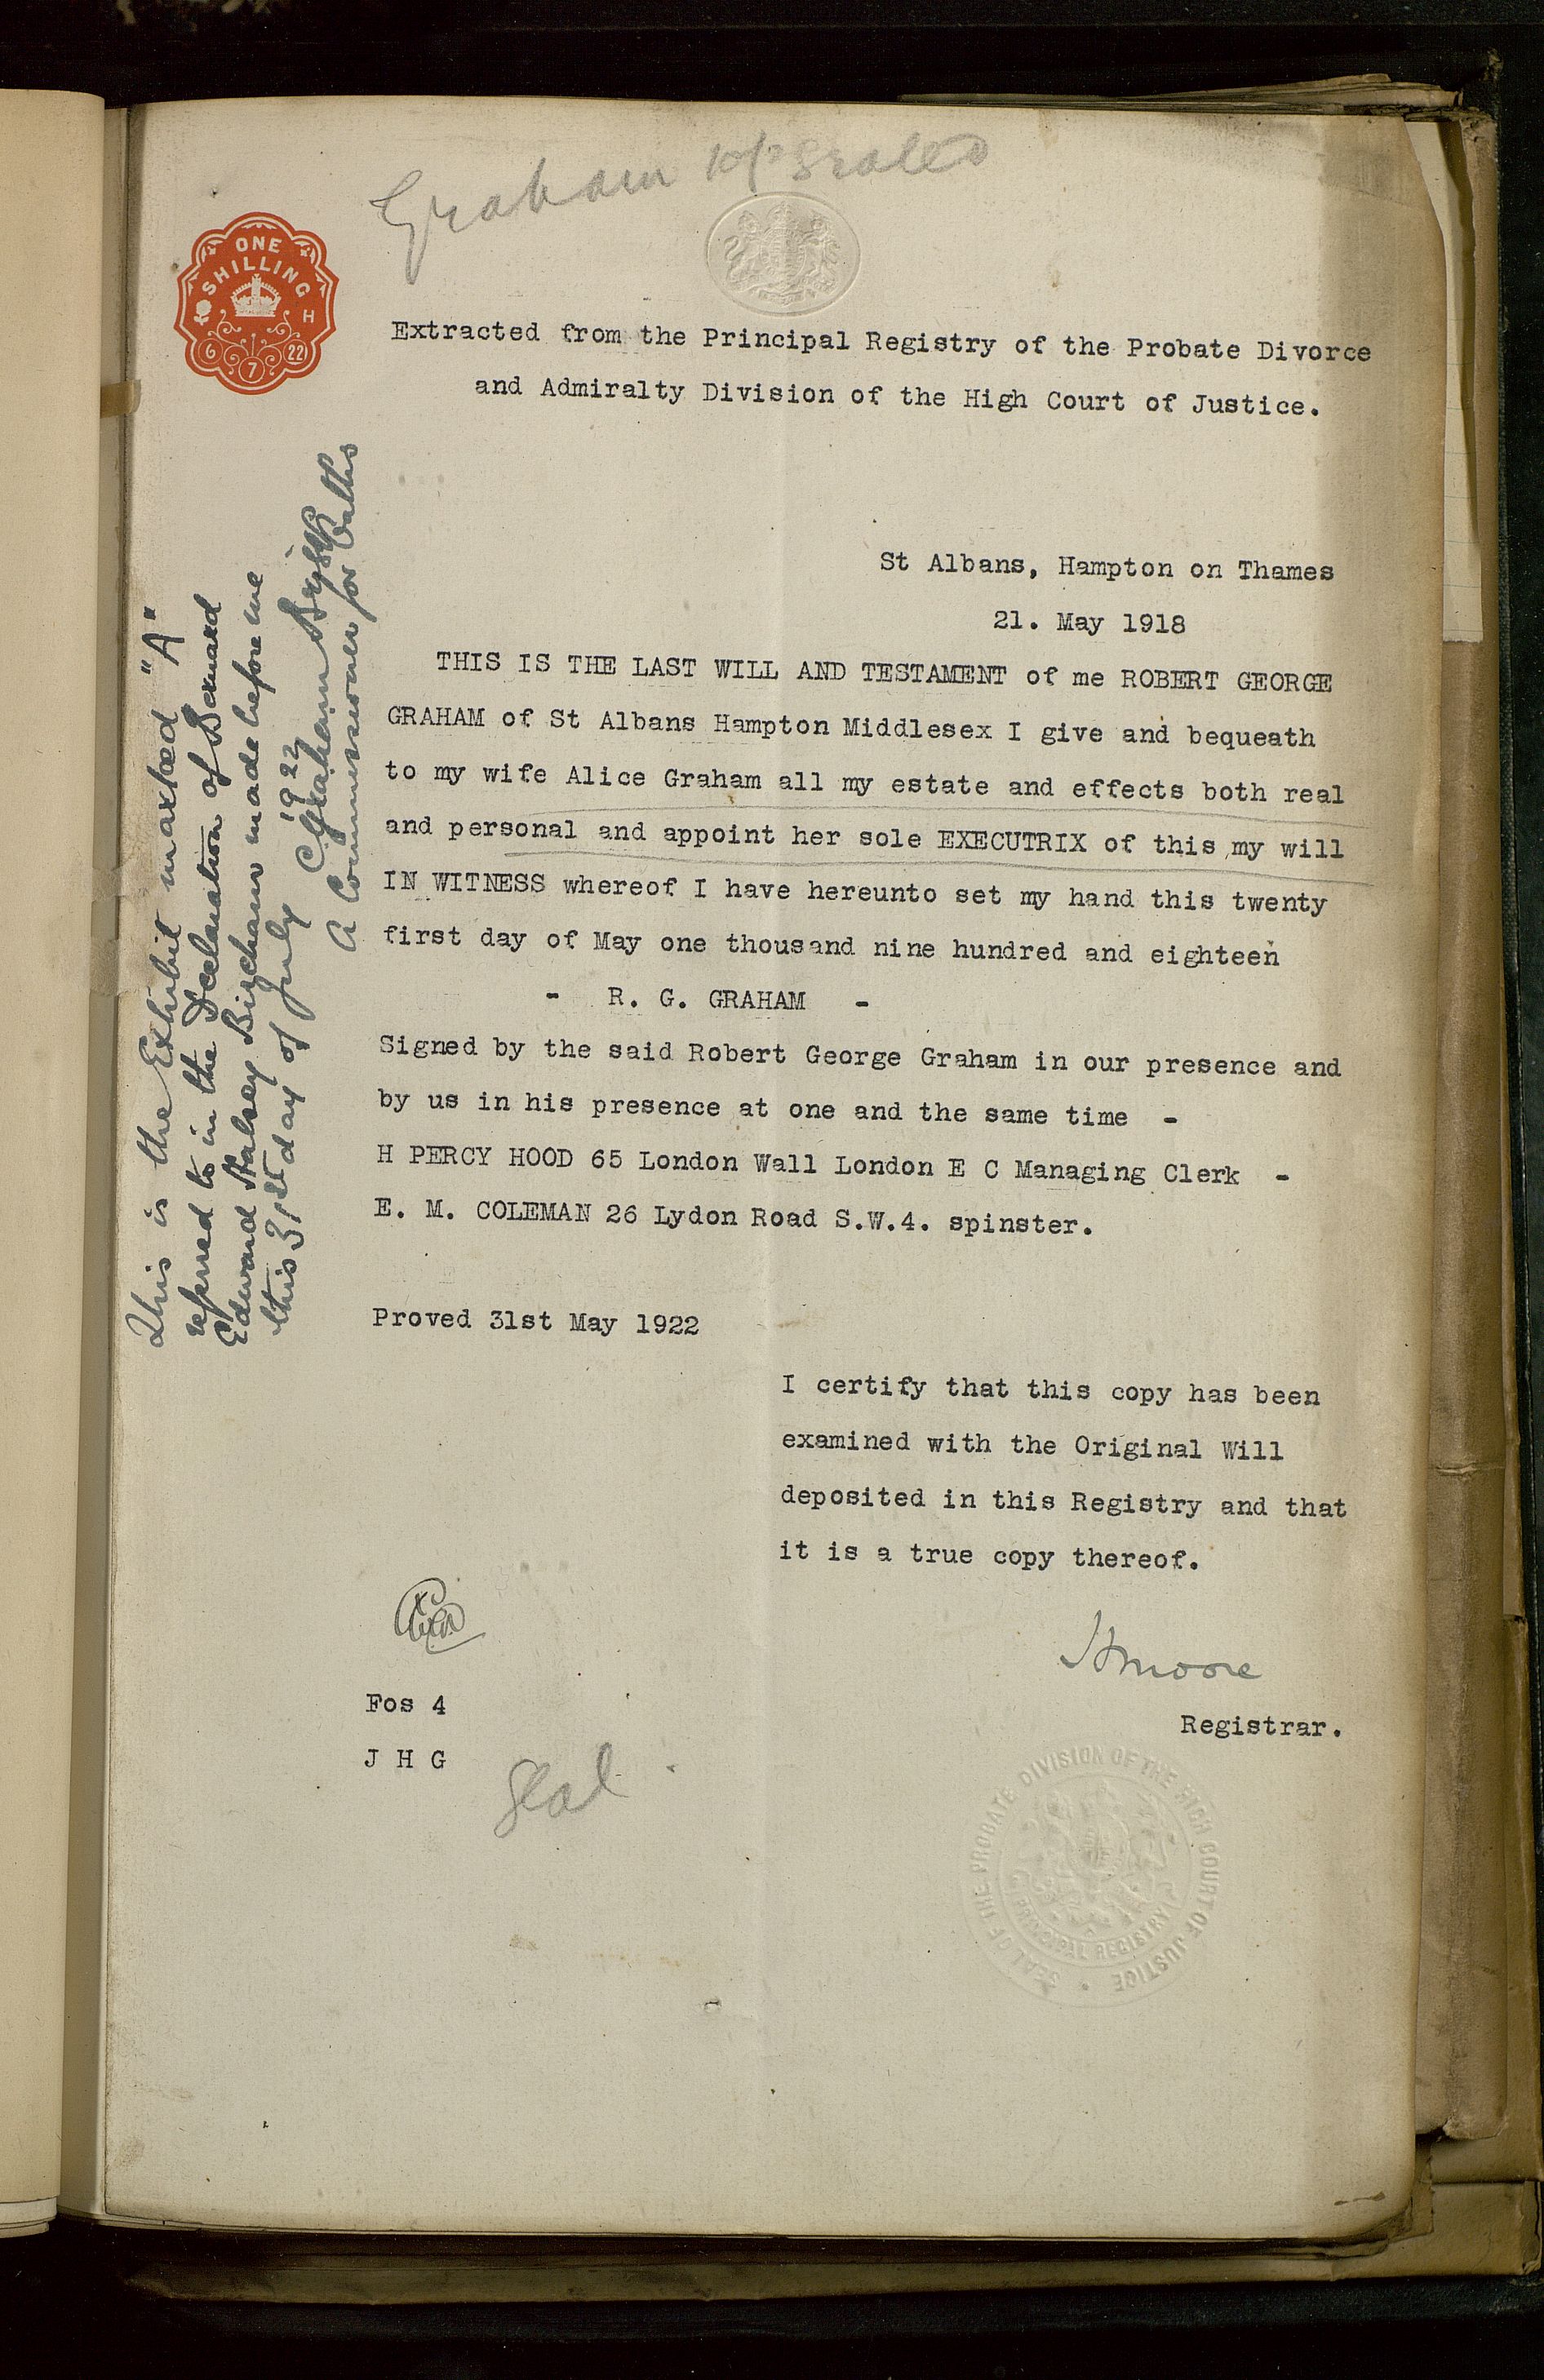 Graham
ONE
SHILLING
H
6 7 22
Extracted from the Principal Registry of the Probate Divorce
and Admiralty Division of the High Court of Justice.
This is the Exhibit marked "A"
referred to in the Declaration of Bernard
Edward Halsey Bircham made before me
this 31st day of July 1922
Graham
A Commissioner for Oaths
St Albans, Hampton on Thames
21. May 1918
THIS IS THE LAST WILL AND TESTAMENT of me ROBERT GEORGE
GRAHAM of St Albans Hampton Middlesex I give and bequeath
to my wife Alice Graham all my estate and effects both real
and personal and appoint her sole EXECUTRIX of this my will
IN WITNESS whereof I have hereunto set my hand this twenty
first day of May one thousand nine hundred and eighteen
- R. G. GRAHAM -
Signed by the said Robert George Graham in our presence and
by us in his presence at one and the same time -
H PERCY HOOD 65 London Wall London E C Managing Clerk -
E. M. COLEMAN 26 Lydon Road S.W.4. spinster.
Proved 31st May 1922
I certify that this copy has been
examined with the Original Will
deposited in this Registry and that
it is a true copy thereof.
Hmoore
Registrar.
Fos 4
J H G
Seal
SEAL OF THE PROBATE DIVISION OF THE HIGH COURT OF JUSTICE
PRINCIPAL REGISTRY